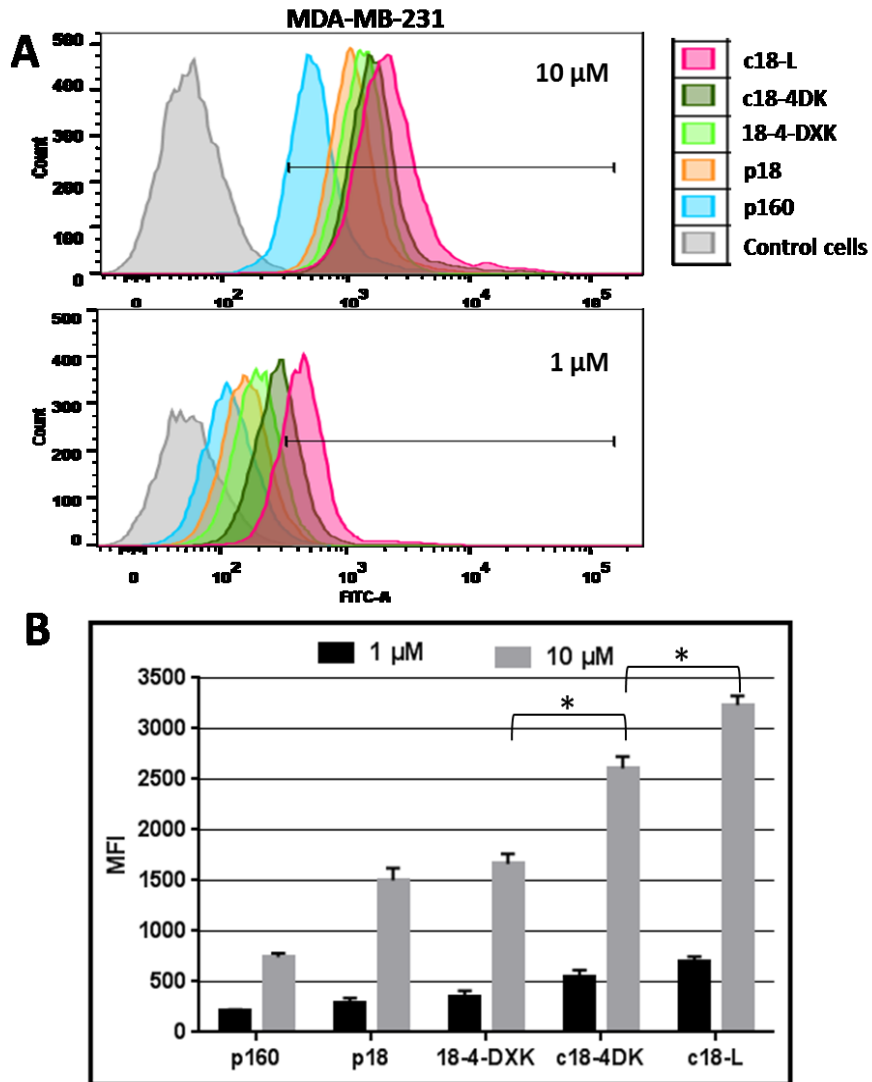 MDA-MB-231
A
500
400
300
200
100
0
Count
10 µM
0 10² 10³ 10⁴ 10⁵
c18-L
c18-4DK
18-4-DXK
p18
p160
Control cells
500
400
300
200
100
0
Count
1 µM
0 10² 10³ 10⁴ 10⁵
FITC-A
B
1 µM 10 µM
*
*
3500
3000
2500
2000
1500
1000
500
0
MFI
p160 p18 18-4-DXK c18-4DK c18-L